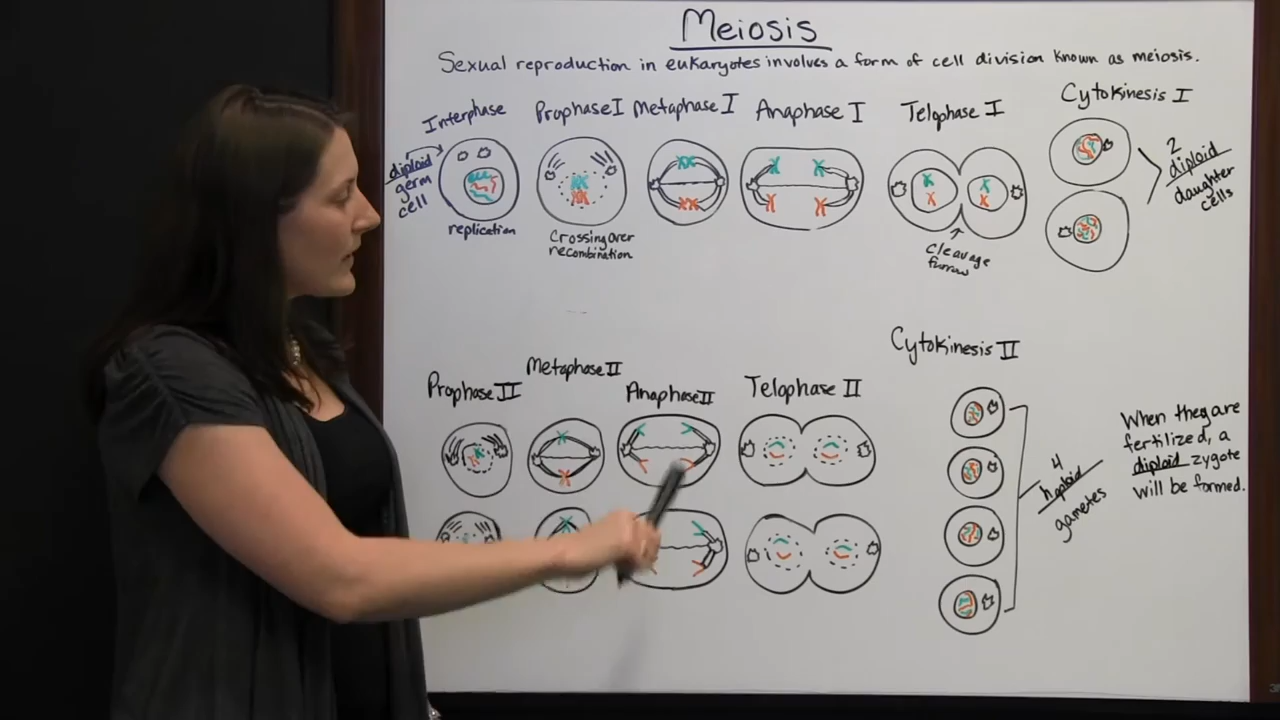 Meiosis
Sexual reproduction in eukaryotes involves a form of cell division known as meiosis.
Interphase
Prophase I
Metaphase I
Anaphase I
Telophase I
Cytokinesis I
diploid
germ
cell
replication
Crossing over
recombination
Cleavage
furrow
2
diploid
daughter
cells
Prophase II
Metaphase II
Anaphase II
Telophase II
Cytokinesis II
4
haploid
gametes
When they are
fertilized, a
diploid zygote
will be formed.